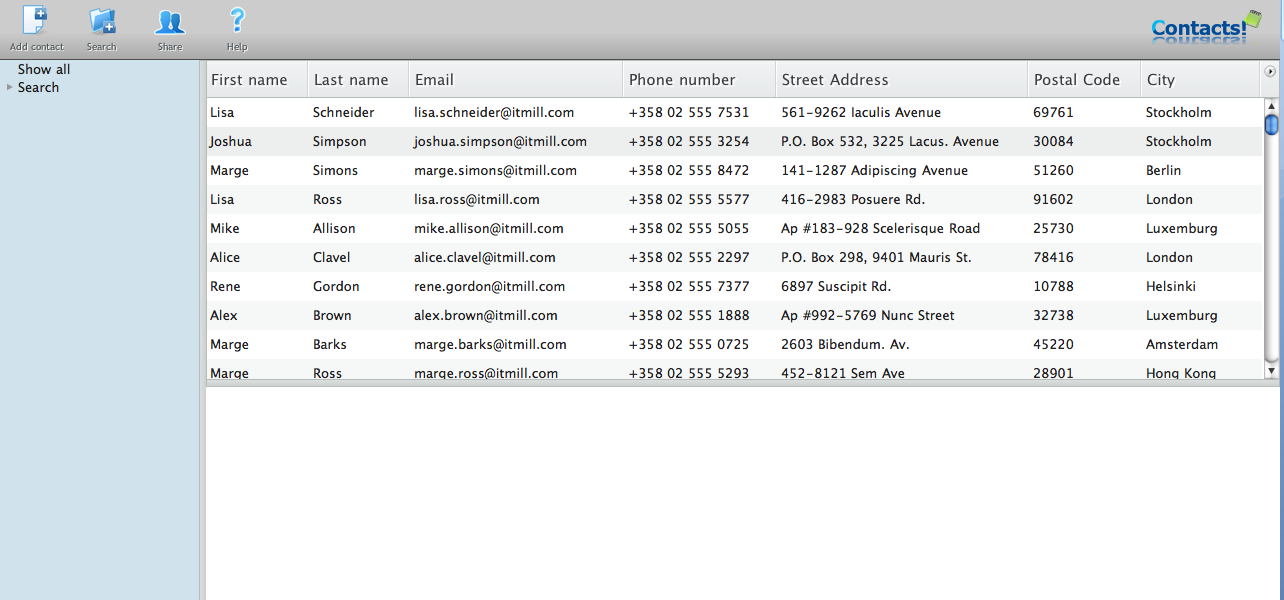 Add contact Search Share Help Contacts!
Show all
Search
First name Last name Email Phone number Street Address Postal Code City
Lisa Schneider lisa.schneider@itmill.com +358 02 555 7531 561-9262 Iaculis Avenue 69761 Stockholm
Joshua Simpson joshua.simpson@itmill.com +358 02 555 3254 P.O. Box 532, 3225 Lacus. Avenue 30084 Stockholm
Marge Simons marge.simons@itmill.com +358 02 555 8472 141-1287 Adipiscing Avenue 51260 Berlin
Lisa Ross lisa.ross@itmill.com +358 02 555 5577 416-2983 Posuere Rd. 91602 London
Mike Allison mike.allison@itmill.com +358 02 555 5055 Ap #183-928 Scelerisque Road 25730 Luxemburg
Alice Clavel alice.clavel@itmill.com +358 02 555 2297 P.O. Box 298, 9401 Mauris St. 78416 London
Rene Gordon rene.gordon@itmill.com +358 02 555 7377 6897 Suscipit Rd. 10788 Helsinki
Alex Brown alex.brown@itmill.com +358 02 555 1888 Ap #992-5769 Nunc Street 32738 Luxemburg
Marge Barks marge.barks@itmill.com +358 02 555 0725 2603 Bibendum. Av. 45220 Amsterdam
Marge Ross marge.ross@itmill.com +358 02 555 5293 452-8121 Sem Ave 28901 Hong Kong